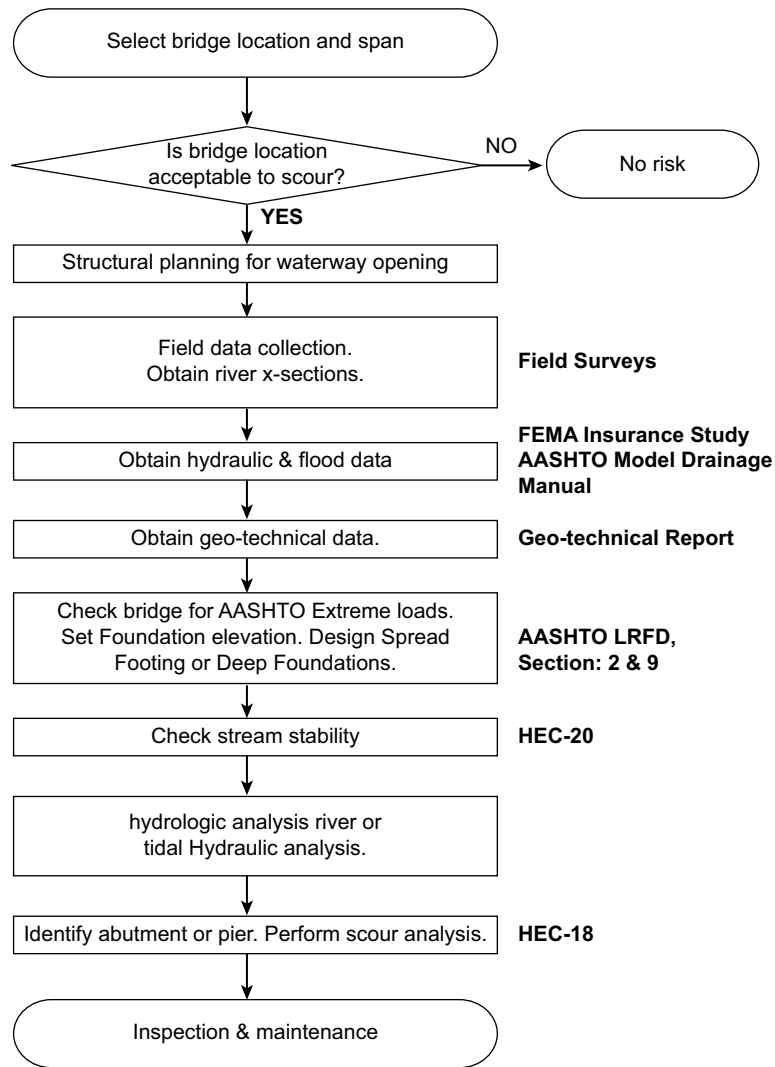 Select bridge location and span
Is bridge location
acceptable to scour?
NO
No risk
YES
Structural planning for waterway opening
Field data collection.
Obtain river x-sections.
Field Surveys
Obtain hydraulic & flood data
FEMA Insurance Study
AASHTO Model Drainage
Manual
Obtain geo-technical data.
Geo-technical Report
Check bridge for AASHTO Extreme loads.
Set Foundation elevation. Design Spread
Footing or Deep Foundations.
AASHTO LRFD,
Section: 2 & 9
Check stream stability
HEC-20
hydrologic analysis river or
tidal Hydraulic analysis.
Identify abutment or pier. Perform scour analysis.
HEC-18
Inspection & maintenance